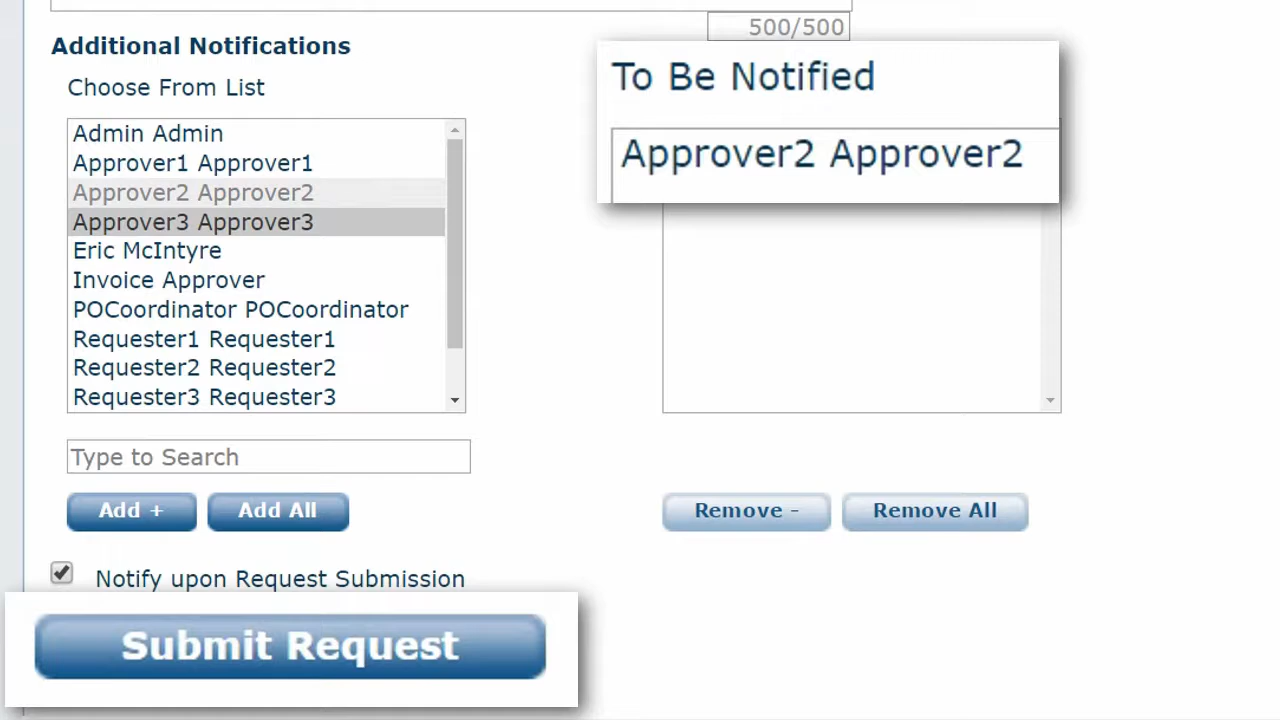 500/500
Additional Notifications
Choose From List
To Be Notified
Admin Admin
Approver1 Approver1
Approver2 Approver2
Approver3 Approver3
Eric McIntyre
Invoice Approver
POCoordinator POCoordinator
Requester1 Requester1
Requester2 Requester2
Requester3 Requester3
Approver2 Approver2
Type to Search
Add + Add All
Remove - Remove All
Notify upon Request Submission
Submit Request